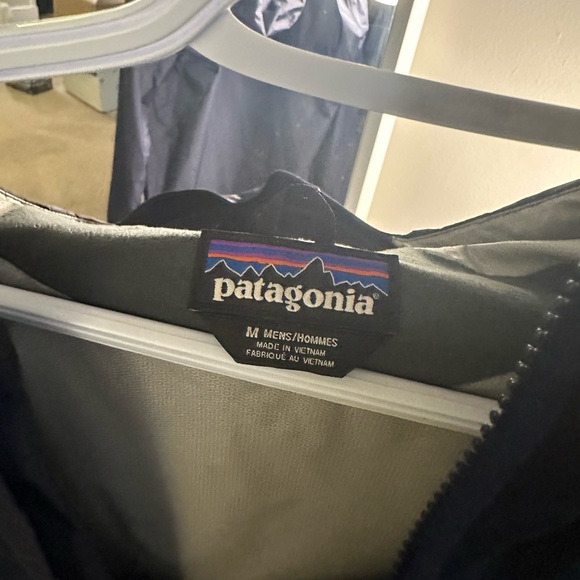 patagonia®
M MENS/HOMMES
MADE IN VIETNAM
FABRIQUÉ AU VIETNAM